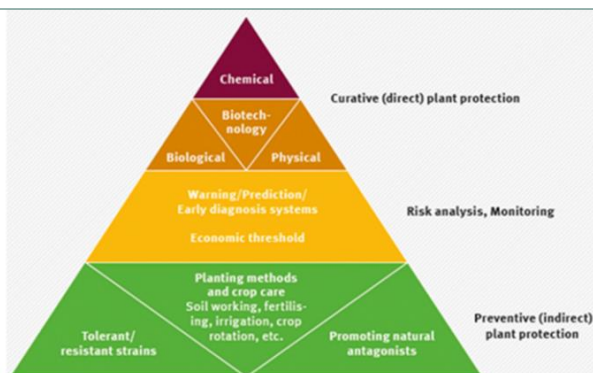 Chemical
Curative (direct) plant protection
Biotech-
nology
Biological
Physical
Warning/Prediction/
Early diagnosis systems
Economic threshold
Risk analysis, Monitoring
Planting methods
and crop care
Soil working, fertilis-
ing, irrigation, crop
rotation, etc.
Tolerant/
resistant strains
Promoting natural
antagonists
Preventive (indirect)
plant protection